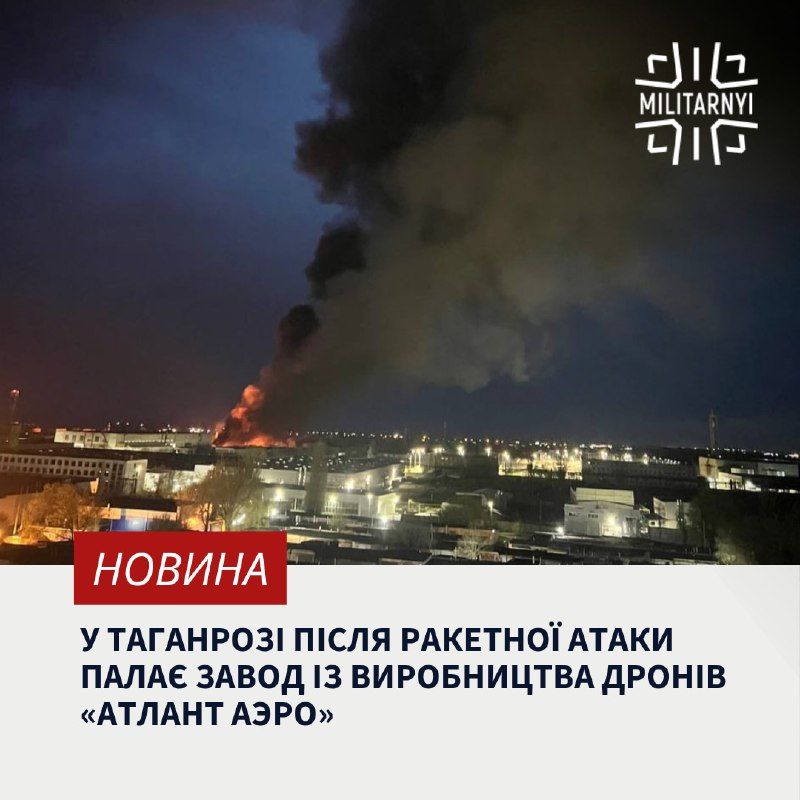 MILITARNYI
НОВИНА
У ТАГАНРОЗІ ПІСЛЯ РАКЕТНОЇ АТАКИ
ПАЛАЄ ЗАВОД ІЗ ВИРОБНИЦТВА ДРОНІВ
«АТЛАНТ АЭРО»